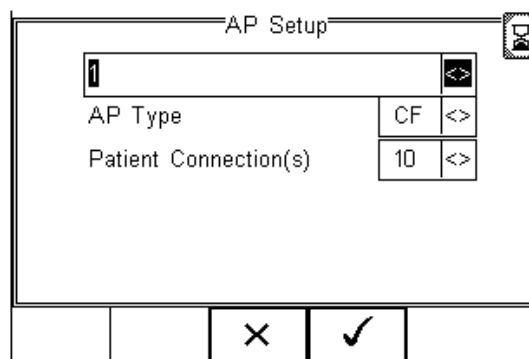 AP Setup
1 <>
AP Type CF <>
Patient Connection(s) 10 <>